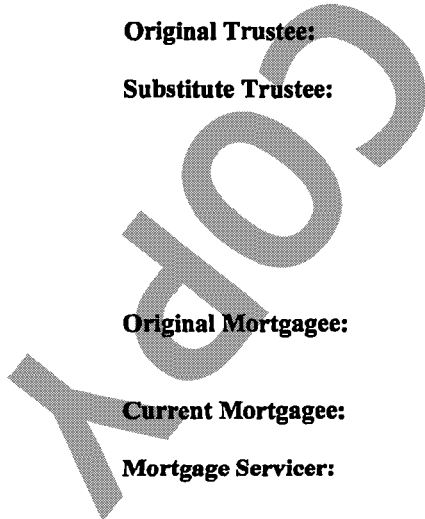 Original Trustee:
Substitute Trustee:
Original Mortgagee:
Current Mortgagee:
Mortgage Servicer:
COPY